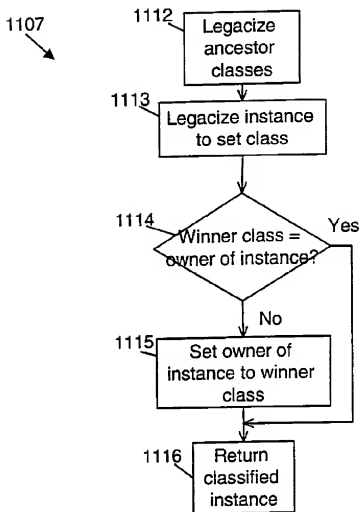 1107
1112
Legacize
ancestor
classes
1113
Legacize instance
to set class
1114
Winner class =
owner of instance?
Yes
No
1115
Set owner of
instance to winner
class
1116
Return
classified
instance